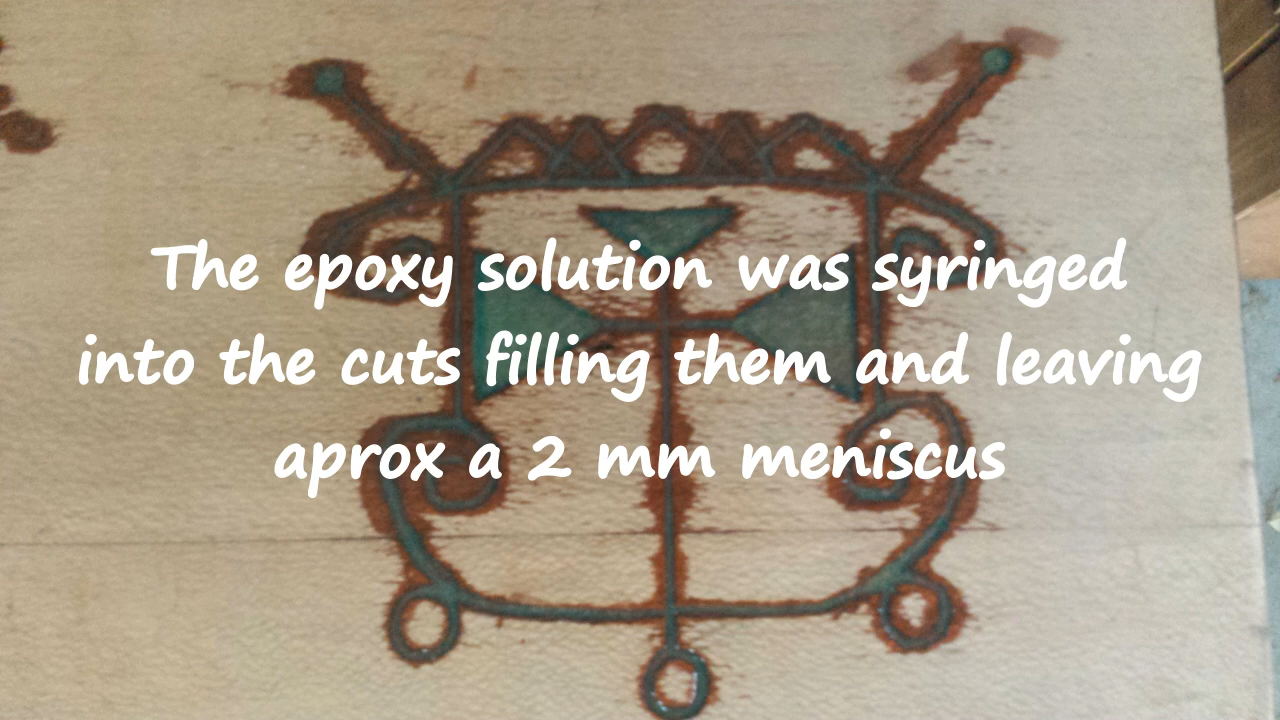 The epoxy solution was syringed
into the cuts filling them and leaving
aprox a 2 mm meniscus